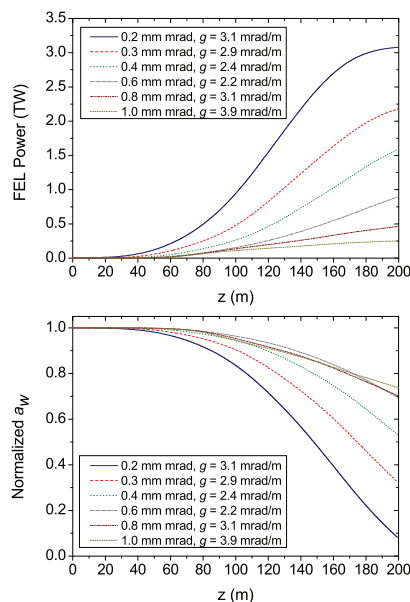 0.2 mm mrad, g = 3.1 mrad/m
0.3 mm mrad, g = 2.9 mrad/m
0.4 mm mrad, g = 2.4 mrad/m
0.6 mm mrad, g = 2.2 mrad/m
0.8 mm mrad, g = 3.1 mrad/m
1.0 mm mrad, g = 3.9 mrad/m
FEL Power (TW)
3.5
3.0
2.5
2.0
1.5
1.0
0.5
0.0
0 20 40 60 80 100 120 140 160 180 200
z (m)
Normalized a_W
1.0
0.8
0.6
0.4
0.2
0.0
0.2 mm mrad, g = 3.1 mrad/m
0.3 mm mrad, g = 2.9 mrad/m
0.4 mm mrad, g = 2.4 mrad/m
0.6 mm mrad, g = 2.2 mrad/m
0.8 mm mrad, g = 3.1 mrad/m
1.0 mm mrad, g = 3.9 mrad/m
0 20 40 60 80 100 120 140 160 180 200
z (m)